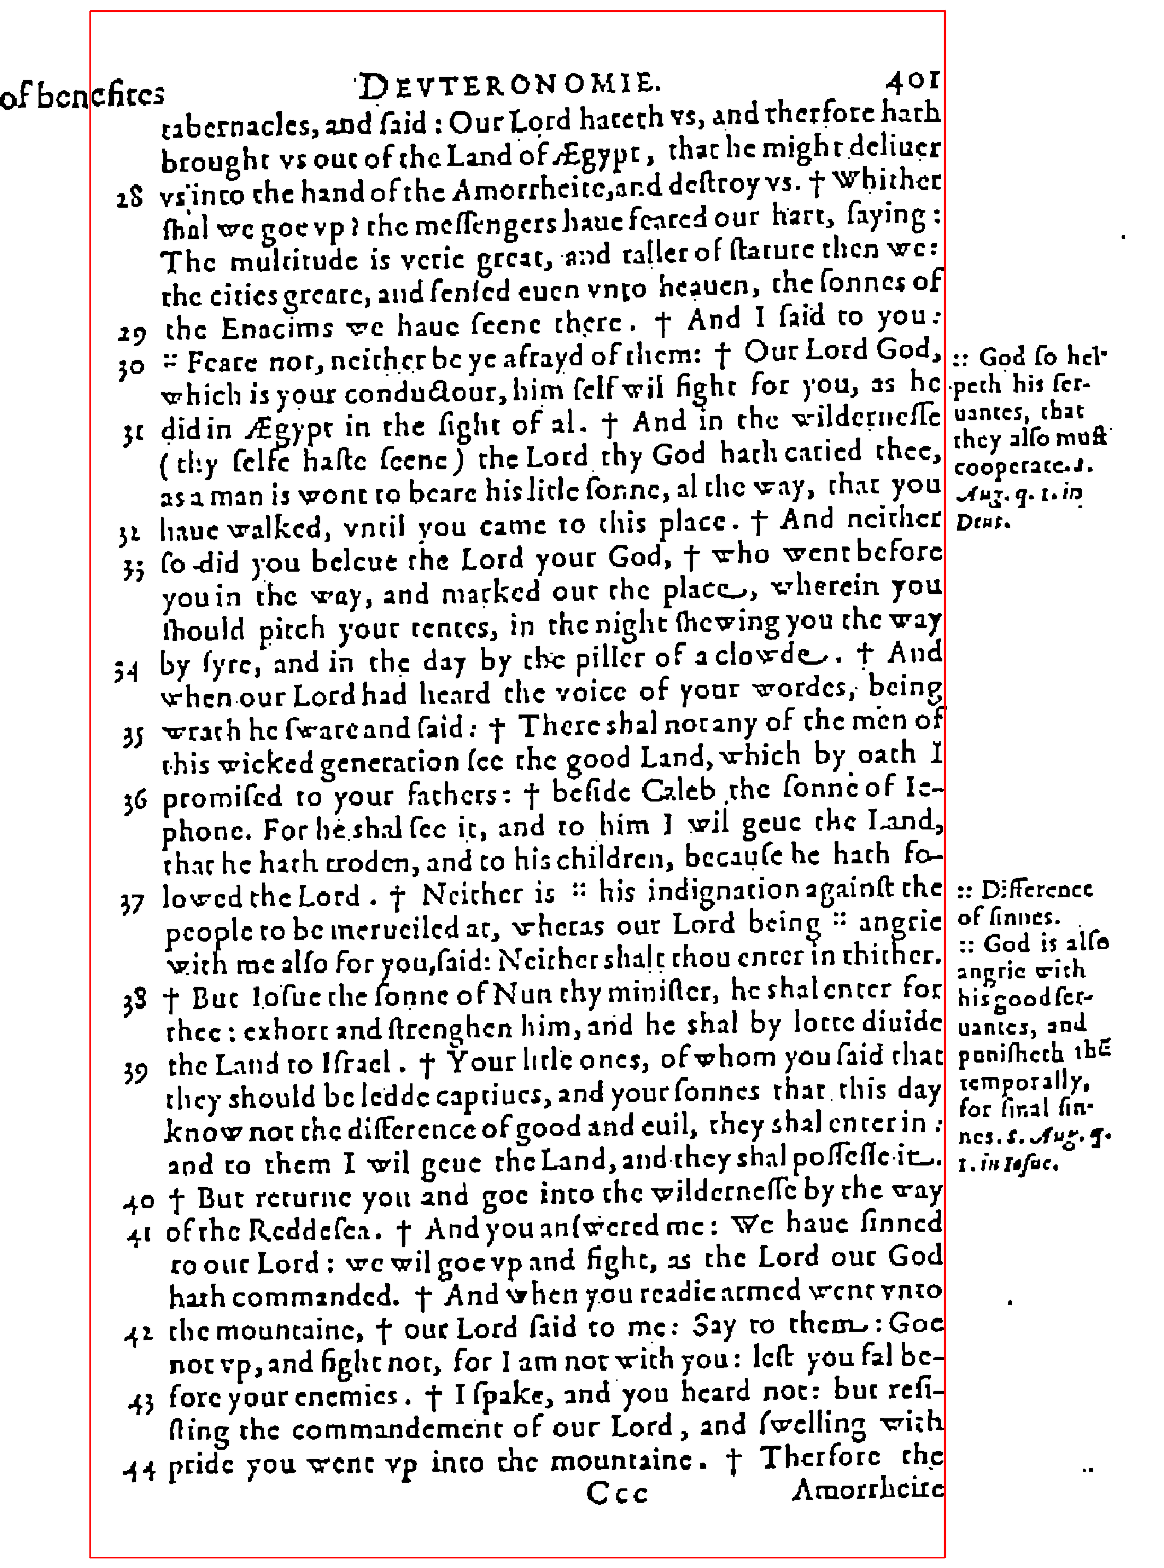 of benefites DEVTERONOMIE. 401
tabernacles, and ſaid : Our Lord hateth vs, and therfore hath
brought vs out of the Land of Ægypt, that he might deliuer
28 vs into the hand of the Amorrheite, and deſtroy vs. † Whither
ſhal we goe vp? the meſſengers haue feared our hart, ſaying :
The multitude is verie great, and taller of ſtature then we:
the cities greate, and fenſed euen vnto heauen, the ſonnes of
29 the Enacims we haue ſeene there. † And I ſaid to you:
30 :: Feare not, neither be ye afrayd of them: † Our Lord God,
which is your conductour, him ſelf wil fight for you, as he
31 did in Ægypt in the ſight of al. † And in the wilderneſſe
(thy ſelfe haſte ſeene) the Lord thy God hath caried thee,
as a man is wont to beare his litle ſonne, al the way, that you
32 haue walked, vntil you came to this place. † And neither
33 ſo did you beleue the Lord your God, † who went before
you in the way, and marked out the place, wherein you
ſhould pitch your tentes, in the night ſhewing you the way
34 by fyre, and in the day by the piller of a clowde. † And
when our Lord had heard the voice of your wordes, being
35 wrath he ſware and ſaid: † There shal not any of the men of
this wicked generation ſee the good Land, which by oath I
36 promiſed to your fathers: † beſide Caleb the ſonne of Ie-
phone. For he shal ſee it, and to him I wil geue the Land,
that he hath troden, and to his children, becauſe he hath fo-
37 lowed the Lord. † Neither is :: his indignation againſt the
people to be merueiled at, wheras our Lord being :: angrie
with me alſo for you, ſaid: Neither shalt thou enter in thither.
38 † But Ioſue the ſonne of Nun thy miniſter, he shal enter for
thee: exhort and ſtrenghen him, and he shal by lotte diuide
39 the Land to Iſrael. † Your litle ones, of whom you ſaid that
they should be ledde captiues, and your ſonnes that this day
know not the difference of good and euil, they shal enter in:
and to them I wil geue the Land, and they shal poſſeſſe it.
40 † But returne you and goe into the wilderneſſe by the way
41 of the Redde ſea. † And you anſwered me: We haue ſinned
to our Lord: we wil goe vp and fight, as the Lord our God
hath commanded. † And when you readie armed went vnto
42 the mountaine, † our Lord ſaid to me: Say to them: Goe
not vp, and fight not, for I am not with you: leſt you fal be-
43 fore your enemies. † I ſpake, and you heard not: but reſi-
ſting the commandement of our Lord, and ſwelling with
44 pride you went vp into the mountaine. † Therfore the
Ccc Amorrheite
:: God ſo hel-
peth his ſer-
uantes, that
they alſo muſt
cooperate. S.
Aug. q. 1. in
Deut.
:: Difference
of ſinnes.
:: God is alſo
angrie with
his good ſer-
uantes, and
puniſheth thẽ
temporally,
for ſmal ſin-
nes. S. Aug. q.
1. in Ioſue.